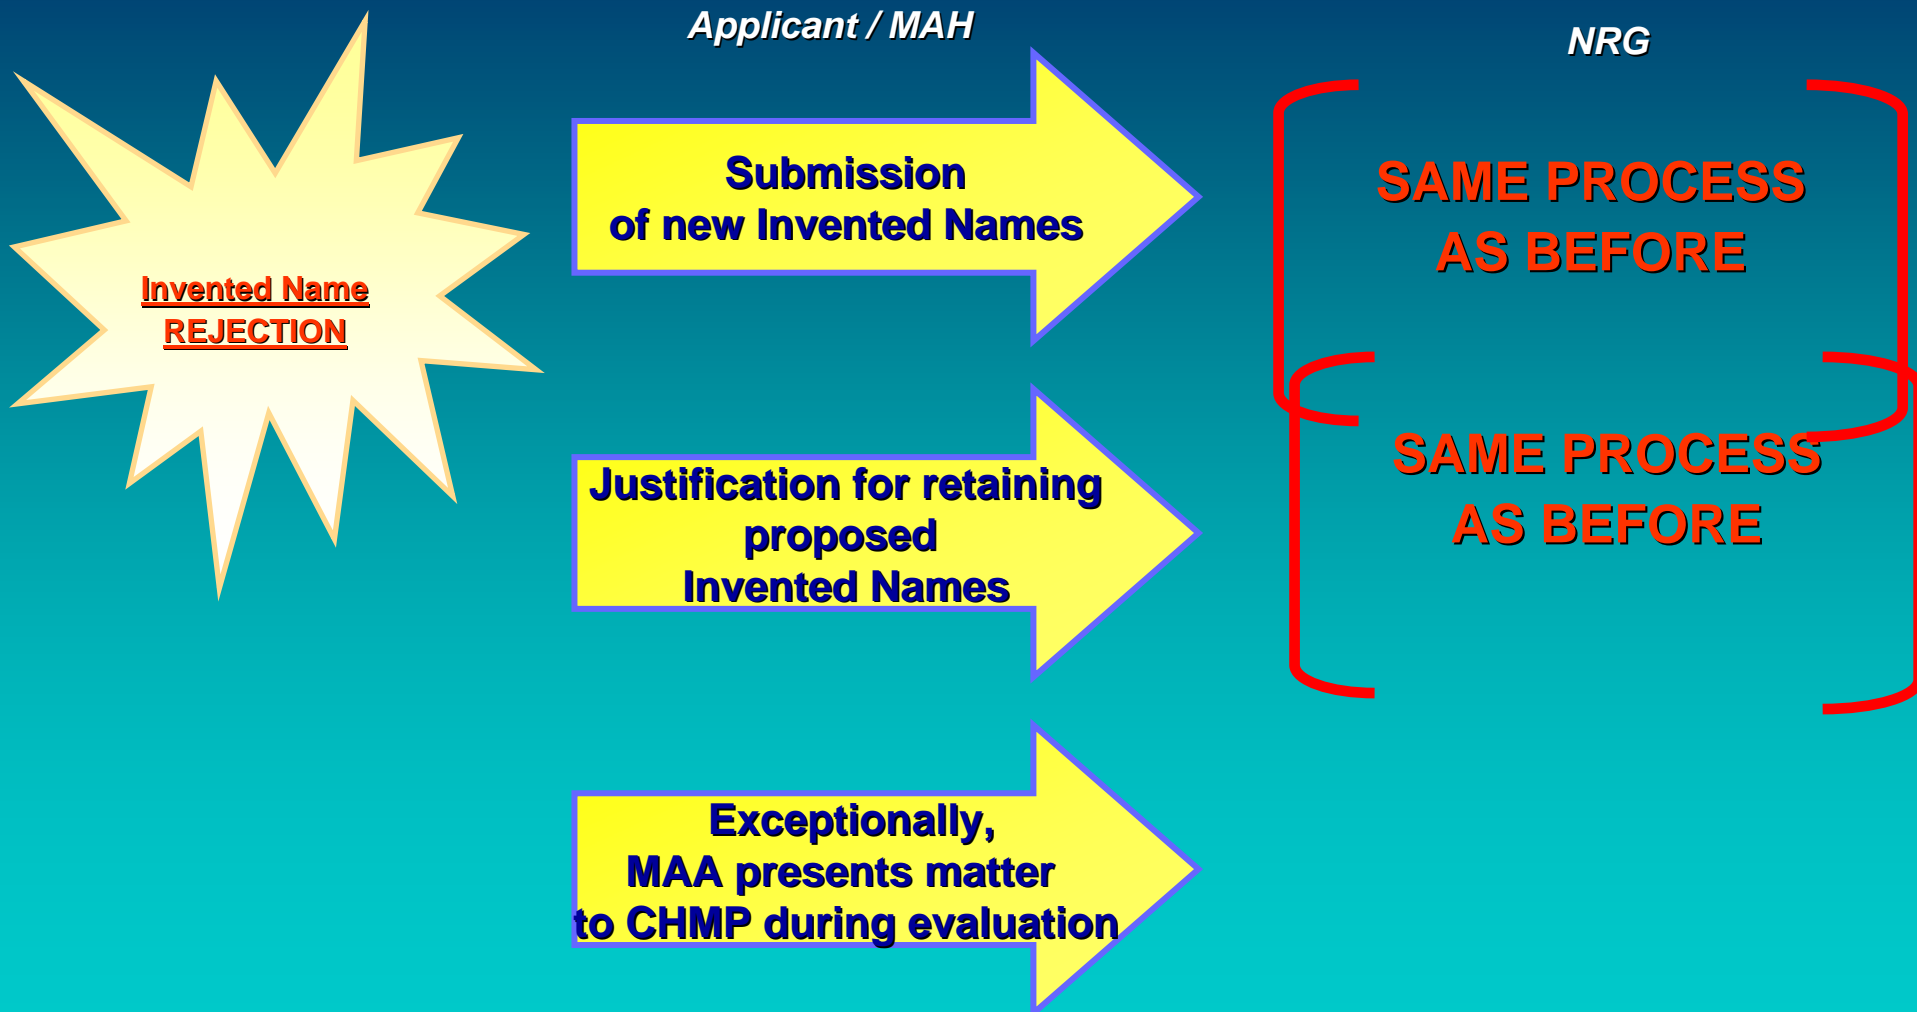 Applicant / MAH
NRG
Invented Name
REJECTION
Submission
of new Invented Names
SAME PROCESS
AS BEFORE
Justification for retaining
proposed
Invented Names
SAME PROCESS
AS BEFORE
Exceptionally,
MAA presents matter
to CHMP during evaluation